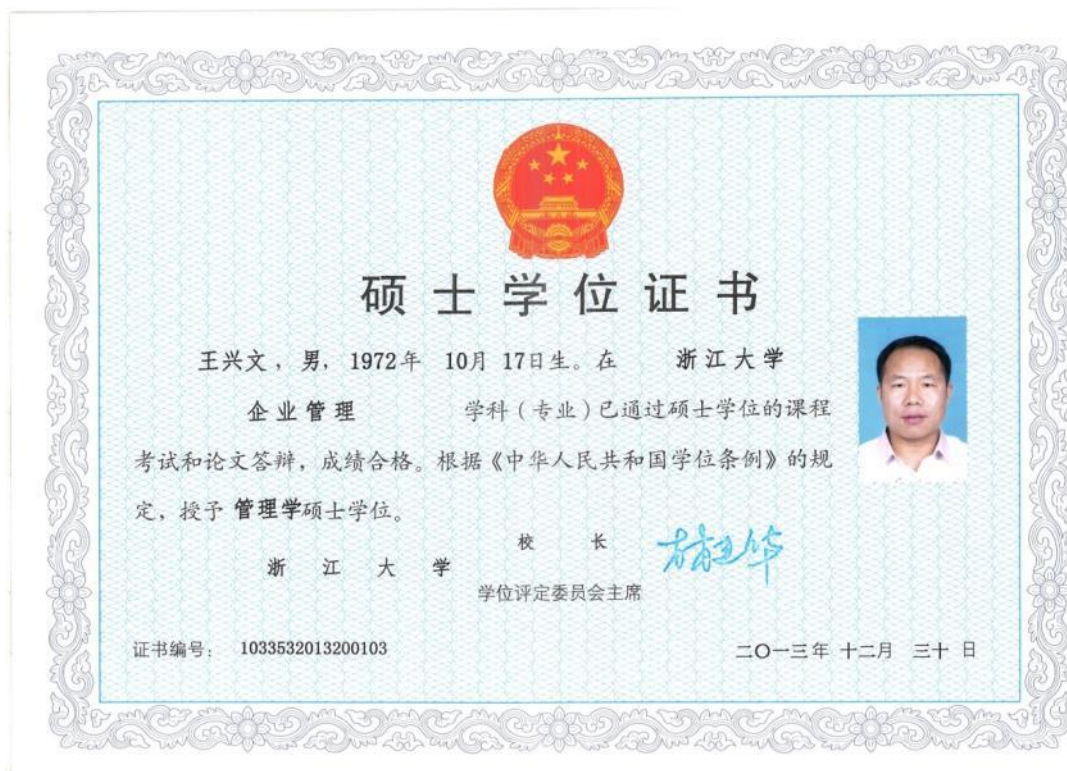 硕士学位证书
王兴文，男，1972年 10月 17日生。在 浙江大学
企业管理 学科（专业）已通过硕士学位的课程
考试和论文答辩，成绩合格。根据《中华人民共和国学位条例》的规
定，授予 管理学硕士学位。
校 长
浙 江 大 学
学位评定委员会主席
证书编号： 1033532013200103
二〇一三年 十二月 三十 日